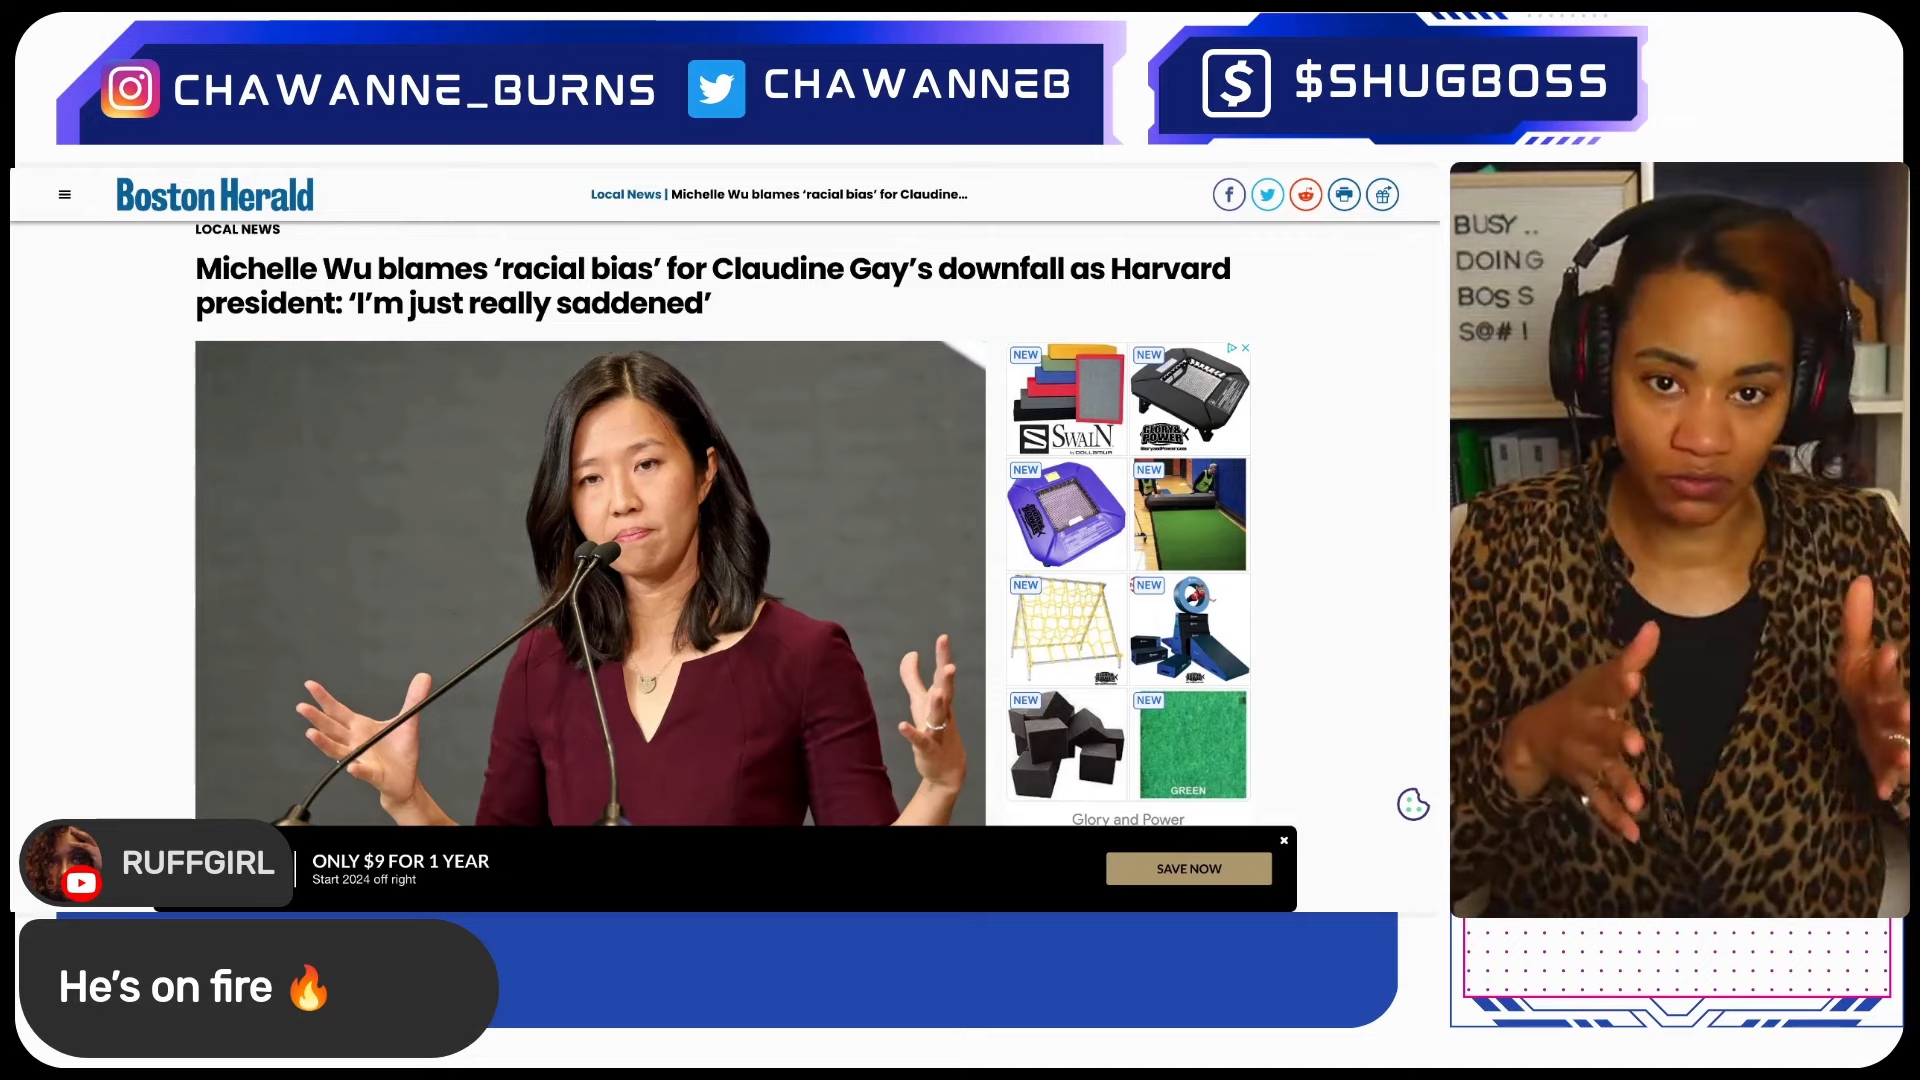 CHAWANNE_BURNS
CHAWANNEB
$SHUGBOSS
Boston Herald
Local News | Michelle Wu blames ‘racial bias’ for Claudine...
LOCAL NEWS
Michelle Wu blames ‘racial bias’ for Claudine Gay’s downfall as Harvard
president: ‘I’m just really saddened’
NEW
NEW
SWAIN
GLORY&
POWER
NEW
NEW
NEW
NEW
NEW
NEW
GREEN
Glory and Power
BUSY ..
DOING
BOSS
S@#!
RUFFGIRL
ONLY $9 FOR 1 YEAR
Start 2024 off right
SAVE NOW
He’s on fire 🔥